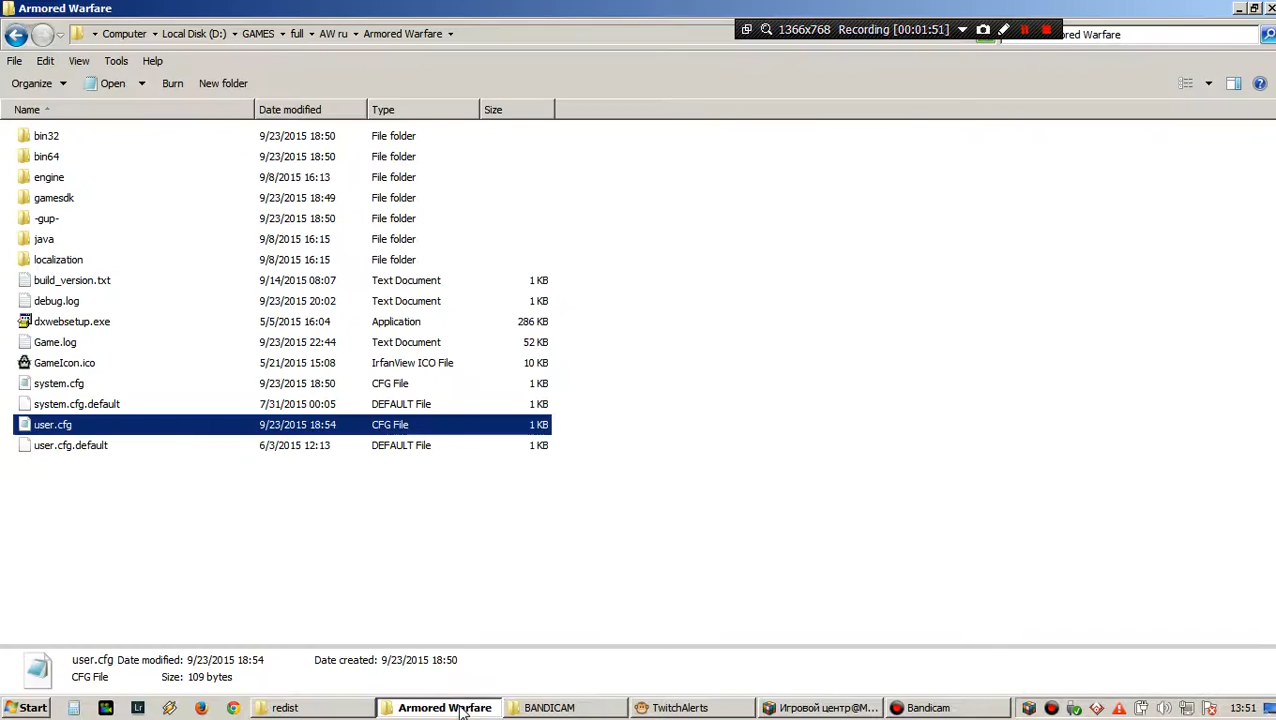 Armored Warfare
Computer Local Disk (D:) GAMES full AW ru Armored Warfare
1366x768 Recording [00:01:51]
ored Warfare
File Edit View Tools Help
Organize Open Burn New folder
Name Date modified Type Size
bin32 9/23/2015 18:50 File folder
bin64 9/23/2015 18:50 File folder
engine 9/8/2015 16:13 File folder
gamesdk 9/23/2015 18:49 File folder
-gup- 9/23/2015 18:50 File folder
java 9/8/2015 16:15 File folder
localization 9/8/2015 16:15 File folder
build_version.txt 9/14/2015 08:07 Text Document 1 KB
debug.log 9/23/2015 20:02 Text Document 1 KB
dxwebsetup.exe 5/5/2015 16:04 Application 286 KB
Game.log 9/23/2015 22:44 Text Document 52 KB
GameIcon.ico 5/21/2015 15:08 IrfanView ICO File 10 KB
system.cfg 9/23/2015 18:50 CFG File 1 KB
system.cfg.default 7/31/2015 00:05 DEFAULT File 1 KB
user.cfg 9/23/2015 18:54 CFG File 1 KB
user.cfg.default 6/3/2015 12:13 DEFAULT File 1 KB
user.cfg Date modified: 9/23/2015 18:54 Date created: 9/23/2015 18:50
CFG File Size: 109 bytes
Start Lr redist Armored Warfare BANDICAM TwitchAlerts Игровой центр@M... Bandicam 13:51